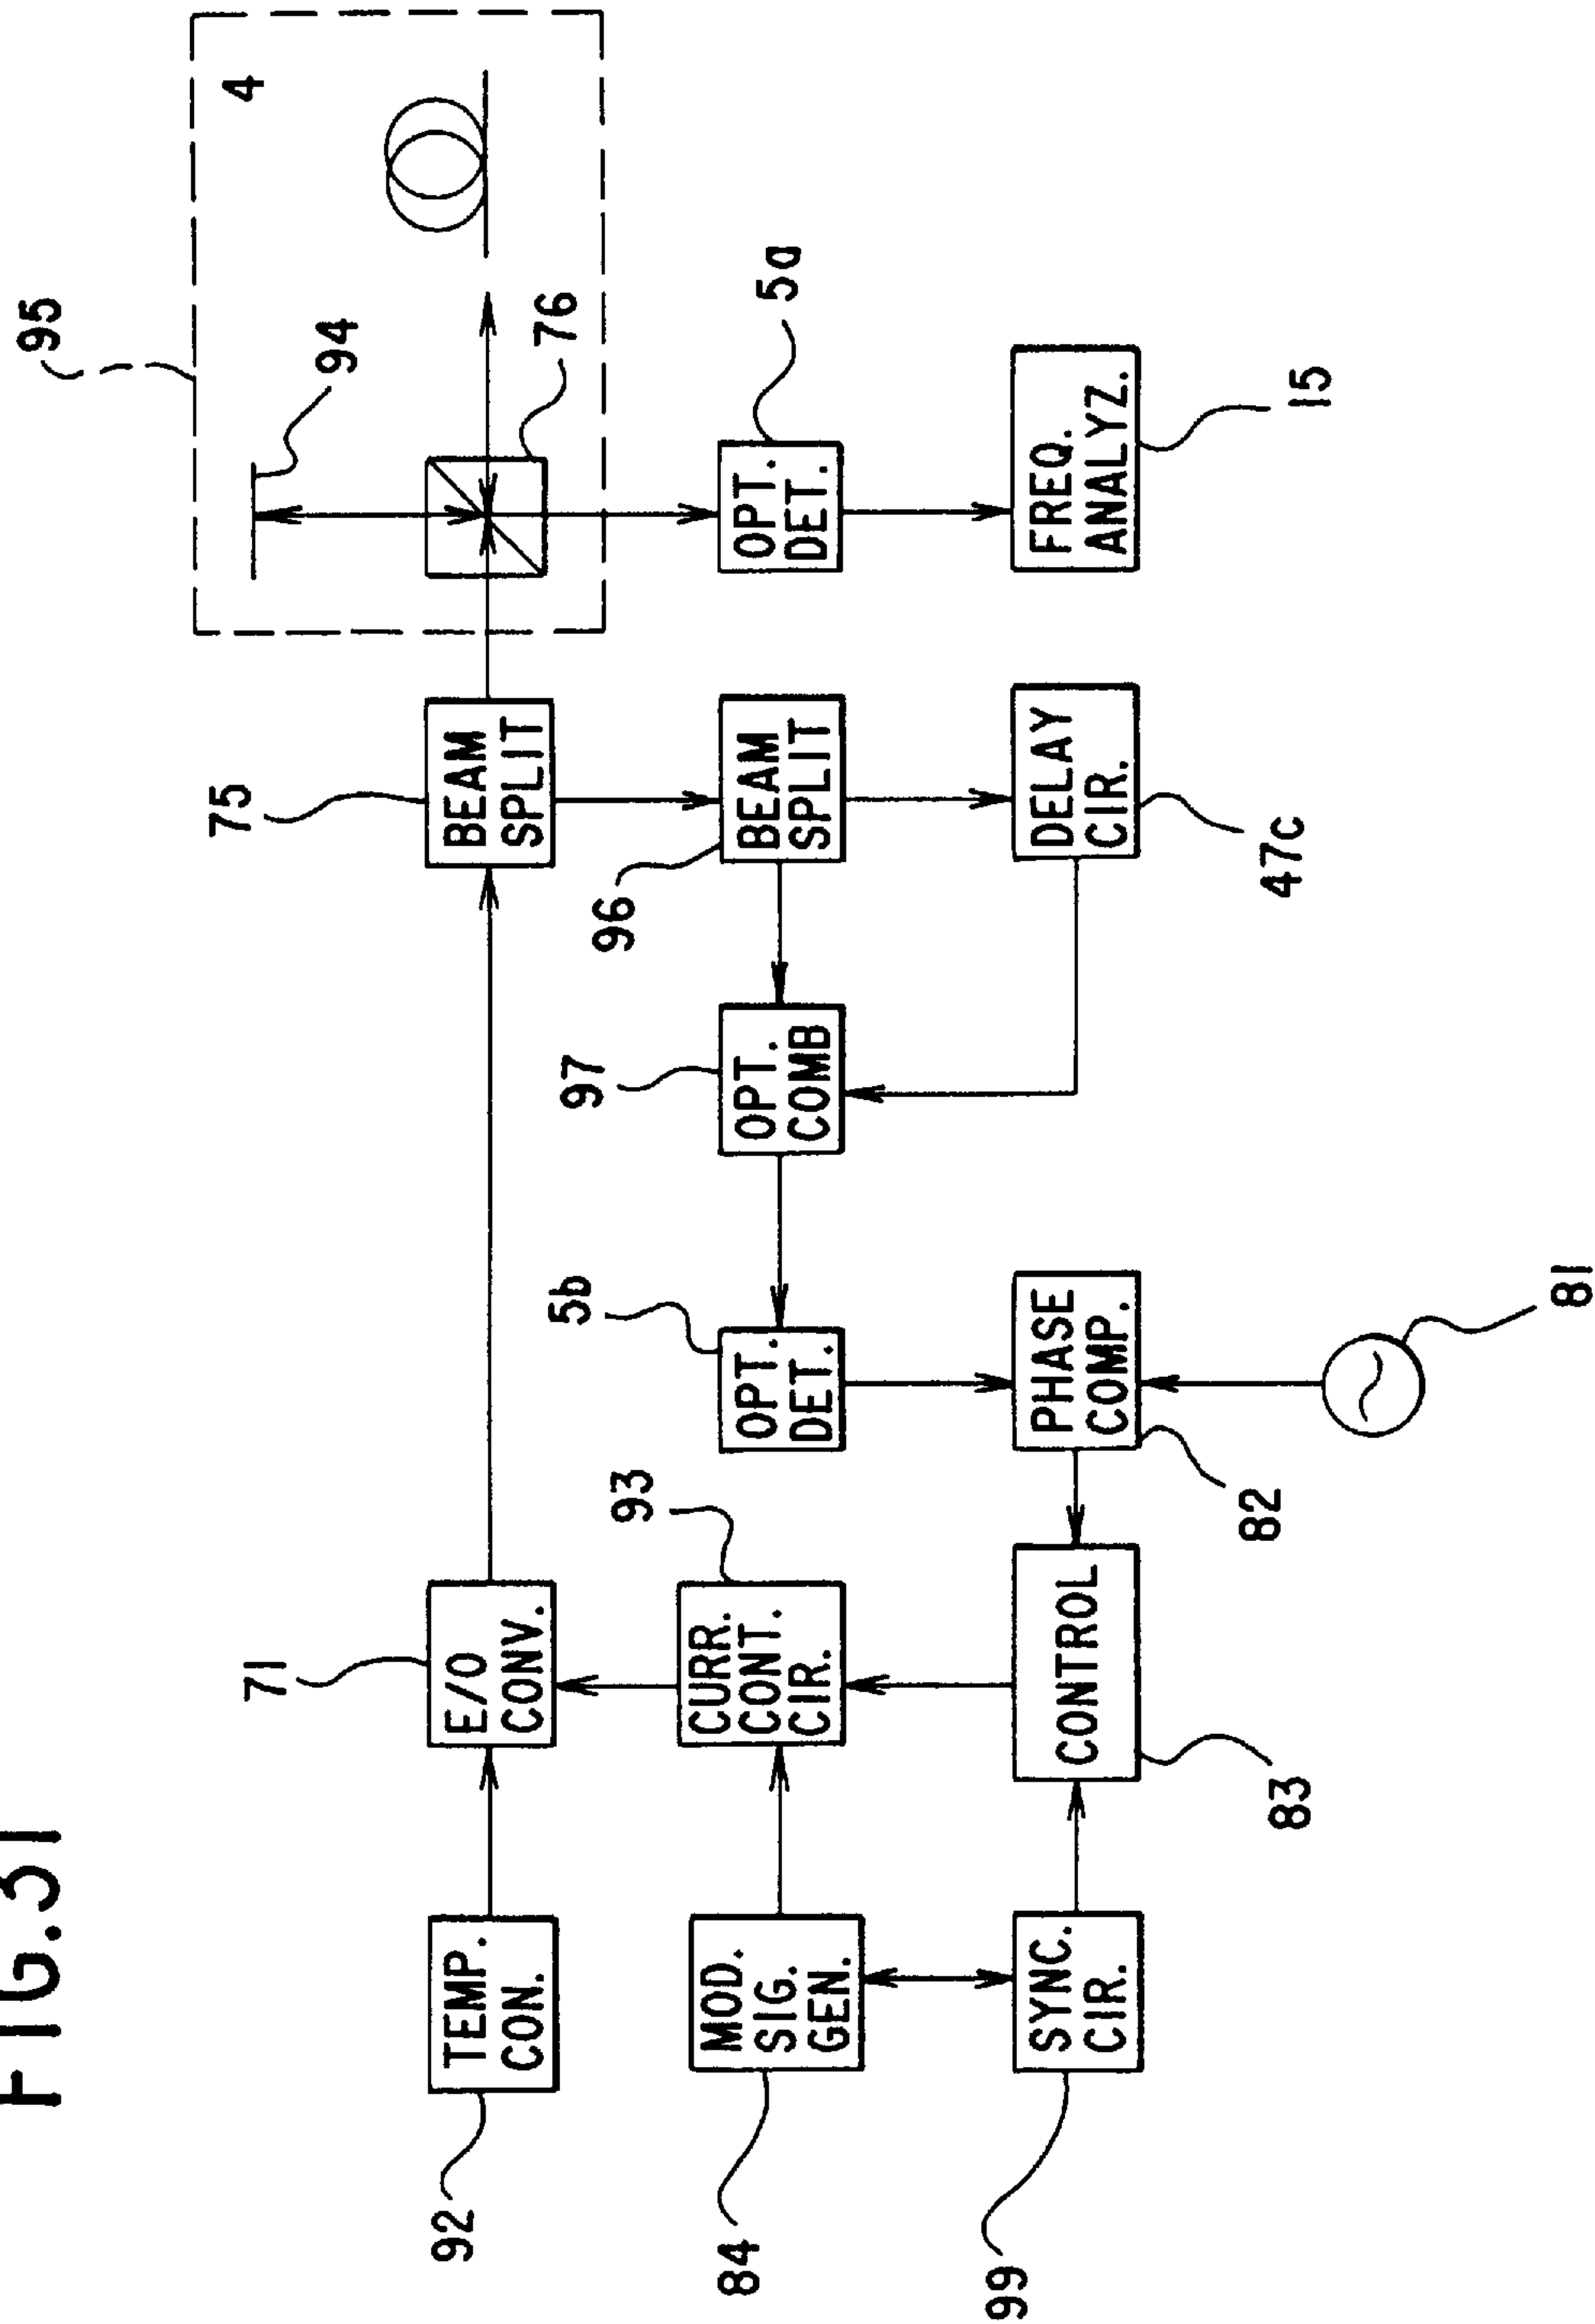 FIG.31
95
94
4
76
75
BEAM
SPLIT
71
E/O
CONV.
TEMP.
CON.
92
5a
OPT.
DET.
96
BEAM
SPLIT
97
OPT.
COMB
5b
OPT.
DET.
93
CURR.
CONT.
CIR.
MOD.
SIG.
GEN.
84
FREQ.
ANALYZ.
15
DELAY
CIR.
47c
PHASE
COMP.
82
81
CONTROL
83
SYNC.
CIR.
99